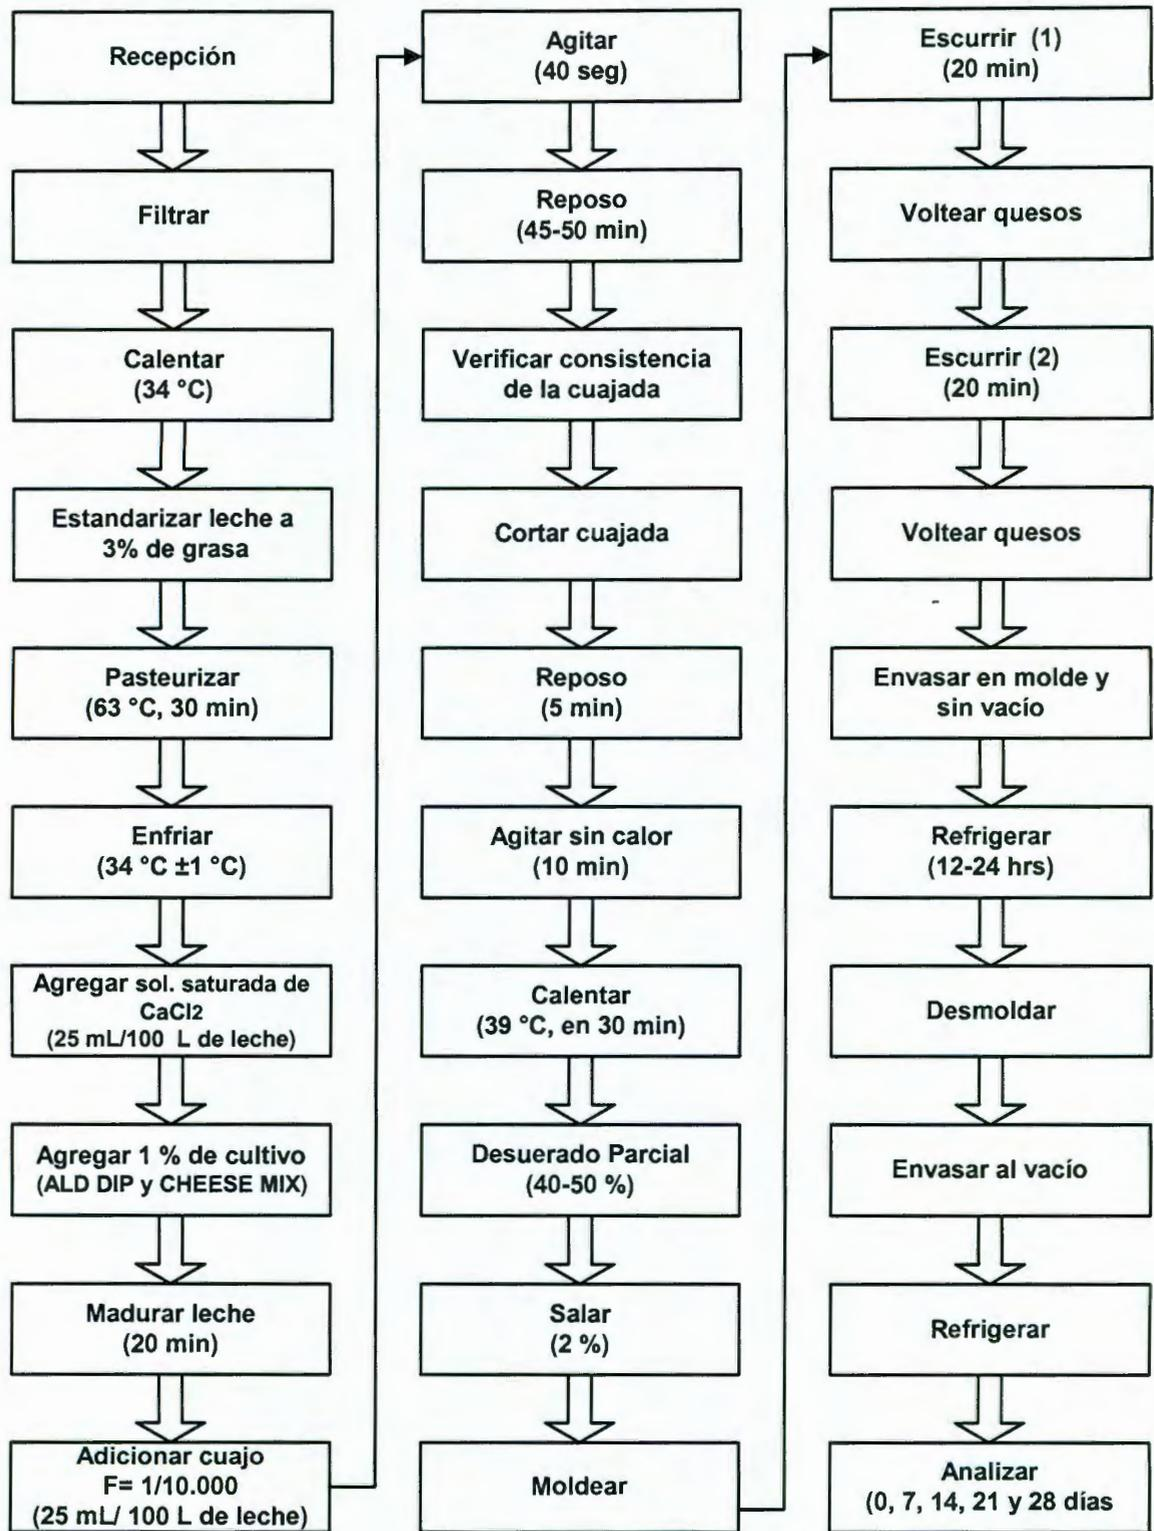 Recepción
Filtrar
Calentar
(34 °C)
Estandarizar leche a
3% de grasa
Pasteurizar
(63 °C, 30 min)
Enfriar
(34 °C ±1 °C)
Agregar sol. saturada de
CaCl2
(25 mL/100 L de leche)
Agregar 1 % de cultivo
(ALD DIP y CHEESE MIX)
Madurar leche
(20 min)
Adicionar cuajo
F= 1/10.000
(25 mL/ 100 L de leche)
Agitar
(40 seg)
Reposo
(45-50 min)
Verificar consistencia
de la cuajada
Cortar cuajada
Reposo
(5 min)
Agitar sin calor
(10 min)
Calentar
(39 °C, en 30 min)
Desuerado Parcial
(40-50 %)
Salar
(2 %)
Moldear
Escurrir (1)
(20 min)
Voltear quesos
Escurrir (2)
(20 min)
Voltear quesos
Envasar en molde y
sin vacío
Refrigerar
(12-24 hrs)
Desmoldar
Envasar al vacío
Refrigerar
Analizar
(0, 7, 14, 21 y 28 días